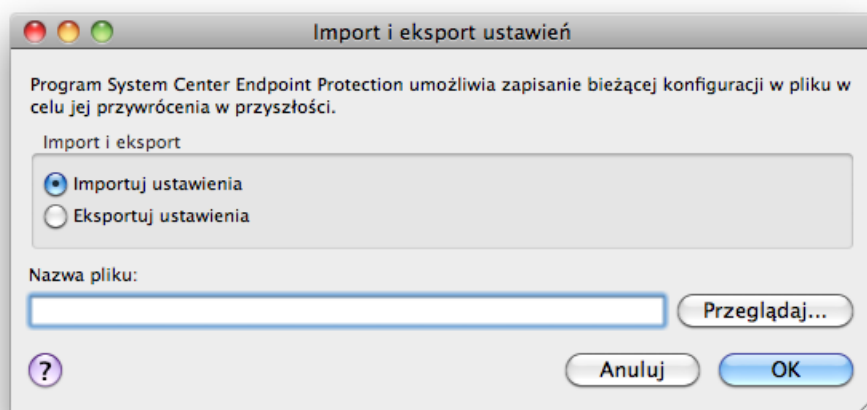 Import i eksport ustawień
Program System Center Endpoint Protection umożliwia zapisanie bieżącej konfiguracji w pliku w
celu jej przywrócenia w przyszłości.
Import i eksport
Importuj ustawienia
Eksportuj ustawienia
Nazwa pliku:
Przeglądaj...
?
Anuluj
OK